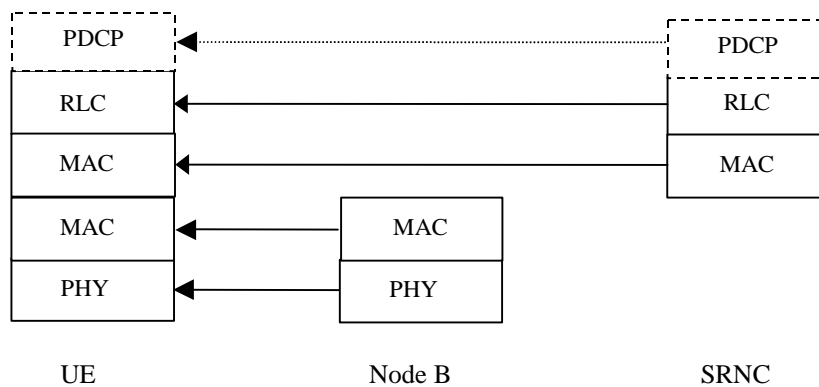 PDCP PDCP
RLC RLC
MAC MAC
MAC MAC
PHY PHY
UE Node B SRNC